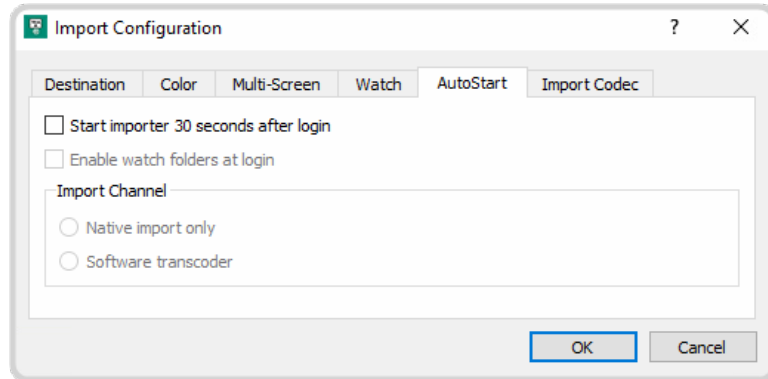 Import Configuration
?
Destination Color Multi-Screen Watch AutoStart Import Codec
Start importer 30 seconds after login
Enable watch folders at login
Import Channel
Native import only
Software transcoder
OK Cancel